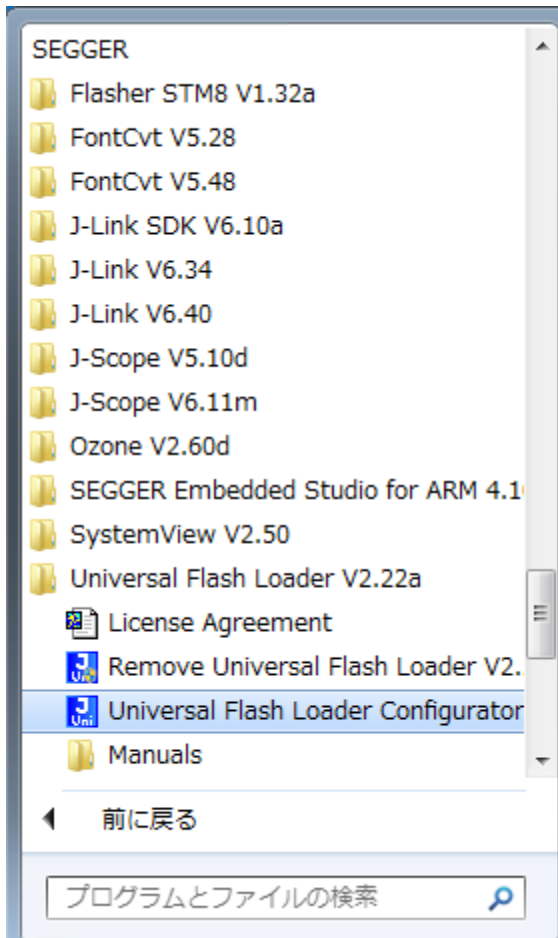 SEGGER
Flasher STM8 V1.32a
FontCvt V5.28
FontCvt V5.48
J-Link SDK V6.10a
J-Link V6.34
J-Link V6.40
J-Scope V5.10d
J-Scope V6.11m
Ozone V2.60d
SEGGER Embedded Studio for ARM 4.1
SystemView V2.50
Universal Flash Loader V2.22a
License Agreement
Remove Universal Flash Loader V2...
Universal Flash Loader Configurator
Manuals
前に戻る
プログラムとファイルの検索